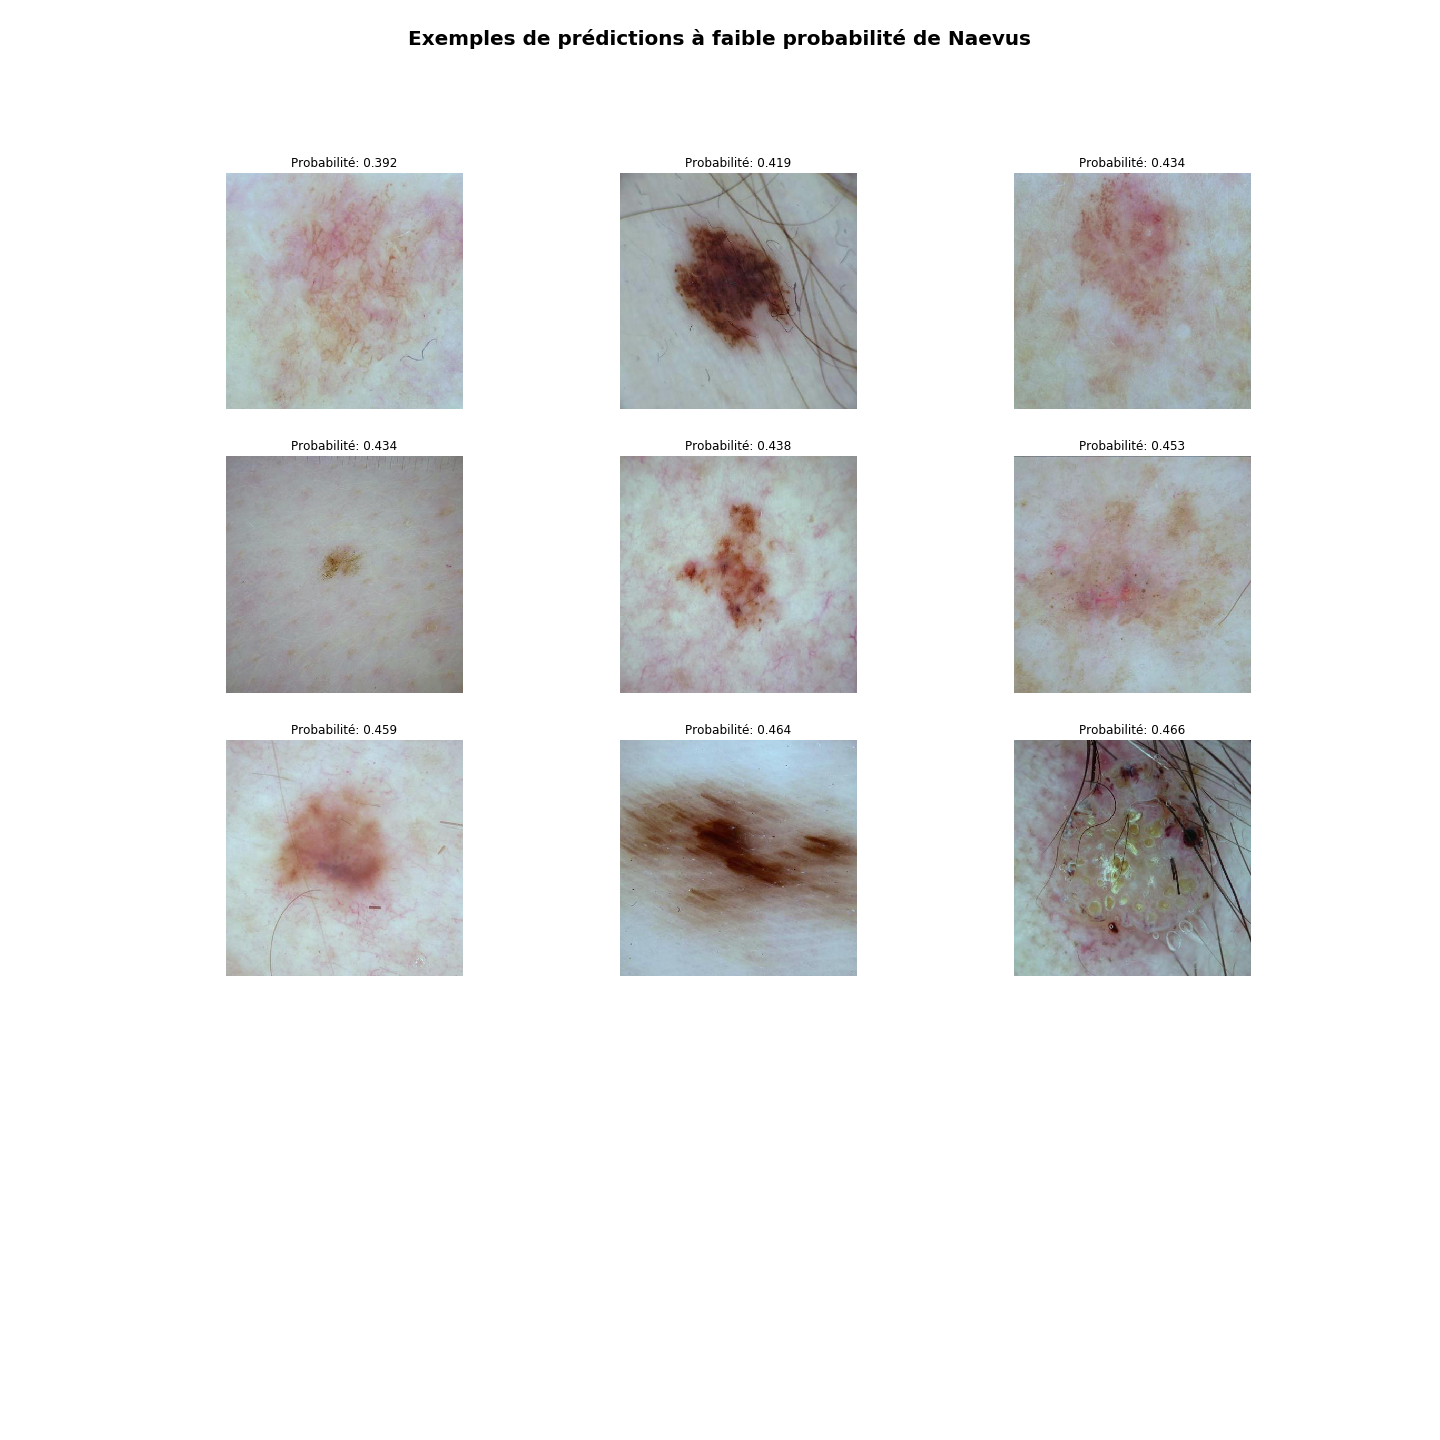 Exemples de prédictions à faible probabilité de Naevus
Probabilité: 0.392
Probabilité: 0.419
Probabilité: 0.434
Probabilité: 0.434
Probabilité: 0.438
Probabilité: 0.453
Probabilité: 0.459
Probabilité: 0.464
Probabilité: 0.466